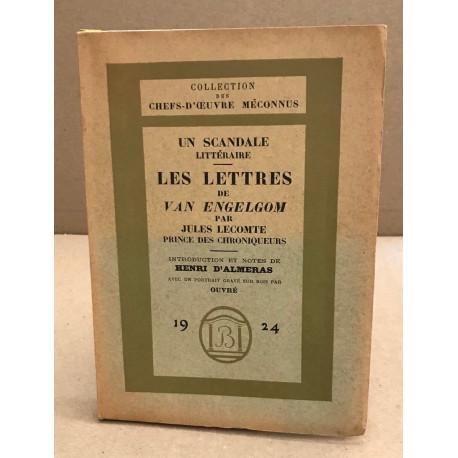 COLLECTION
DES
CHEFS-D'ŒUVRE MÉCONNUS
UN SCANDALE
LITTÉRAIRE
LES LETTRES
DE
VAN ENGELGOM
PAR
JULES LECOMTE
PRINCE DES CHRONIQUEURS
INTRODUCTION ET NOTES DE
HENRI D'ALMERAS
AVEC UN PORTRAIT GRAVÉ SUR BOIS PAR
OUVRÉ
19 24
B